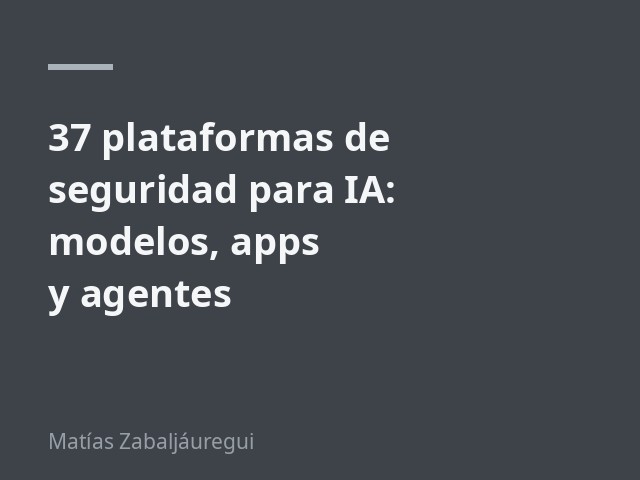 37 plataformas de
seguridad para IA:
modelos, apps
y agentes
Matías Zabaljáuregui